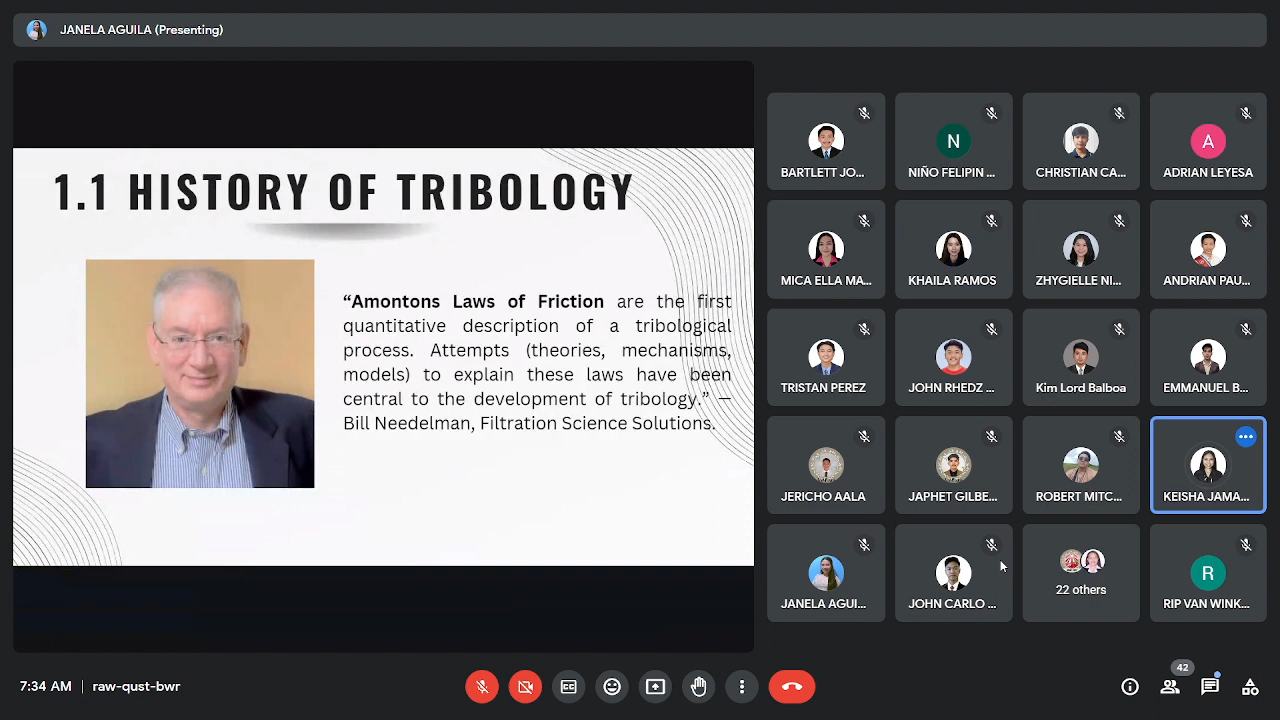 JANELA AGUILA (Presenting)
1.1 HISTORY OF TRIBOLOGY
“Amontons Laws of Friction are the first
quantitative description of a tribological
process. Attempts (theories, mechanisms,
models) to explain these laws have been
central to the development of tribology.” –
Bill Needelman, Filtration Science Solutions.
BARTLETT JO...
N
NIÑO FELIPIN ...
CHRISTIAN CA...
A
ADRIAN LEYESA
MICA ELLA MA...
KHAILA RAMOS
ZHYGIELLE NI...
ANDRIAN PAU...
TRISTAN PEREZ
JOHN RHEDZ ...
Kim Lord Balboa
EMMANUEL B...
JERICHO AALA
JAPHET GILBE...
ROBERT MITC...
KEISHA JAMA...
JANELA AGUI...
JOHN CARLO ...
22 others
R
RIP VAN WINK...
7:34 AM | raw-qust-bwr
42